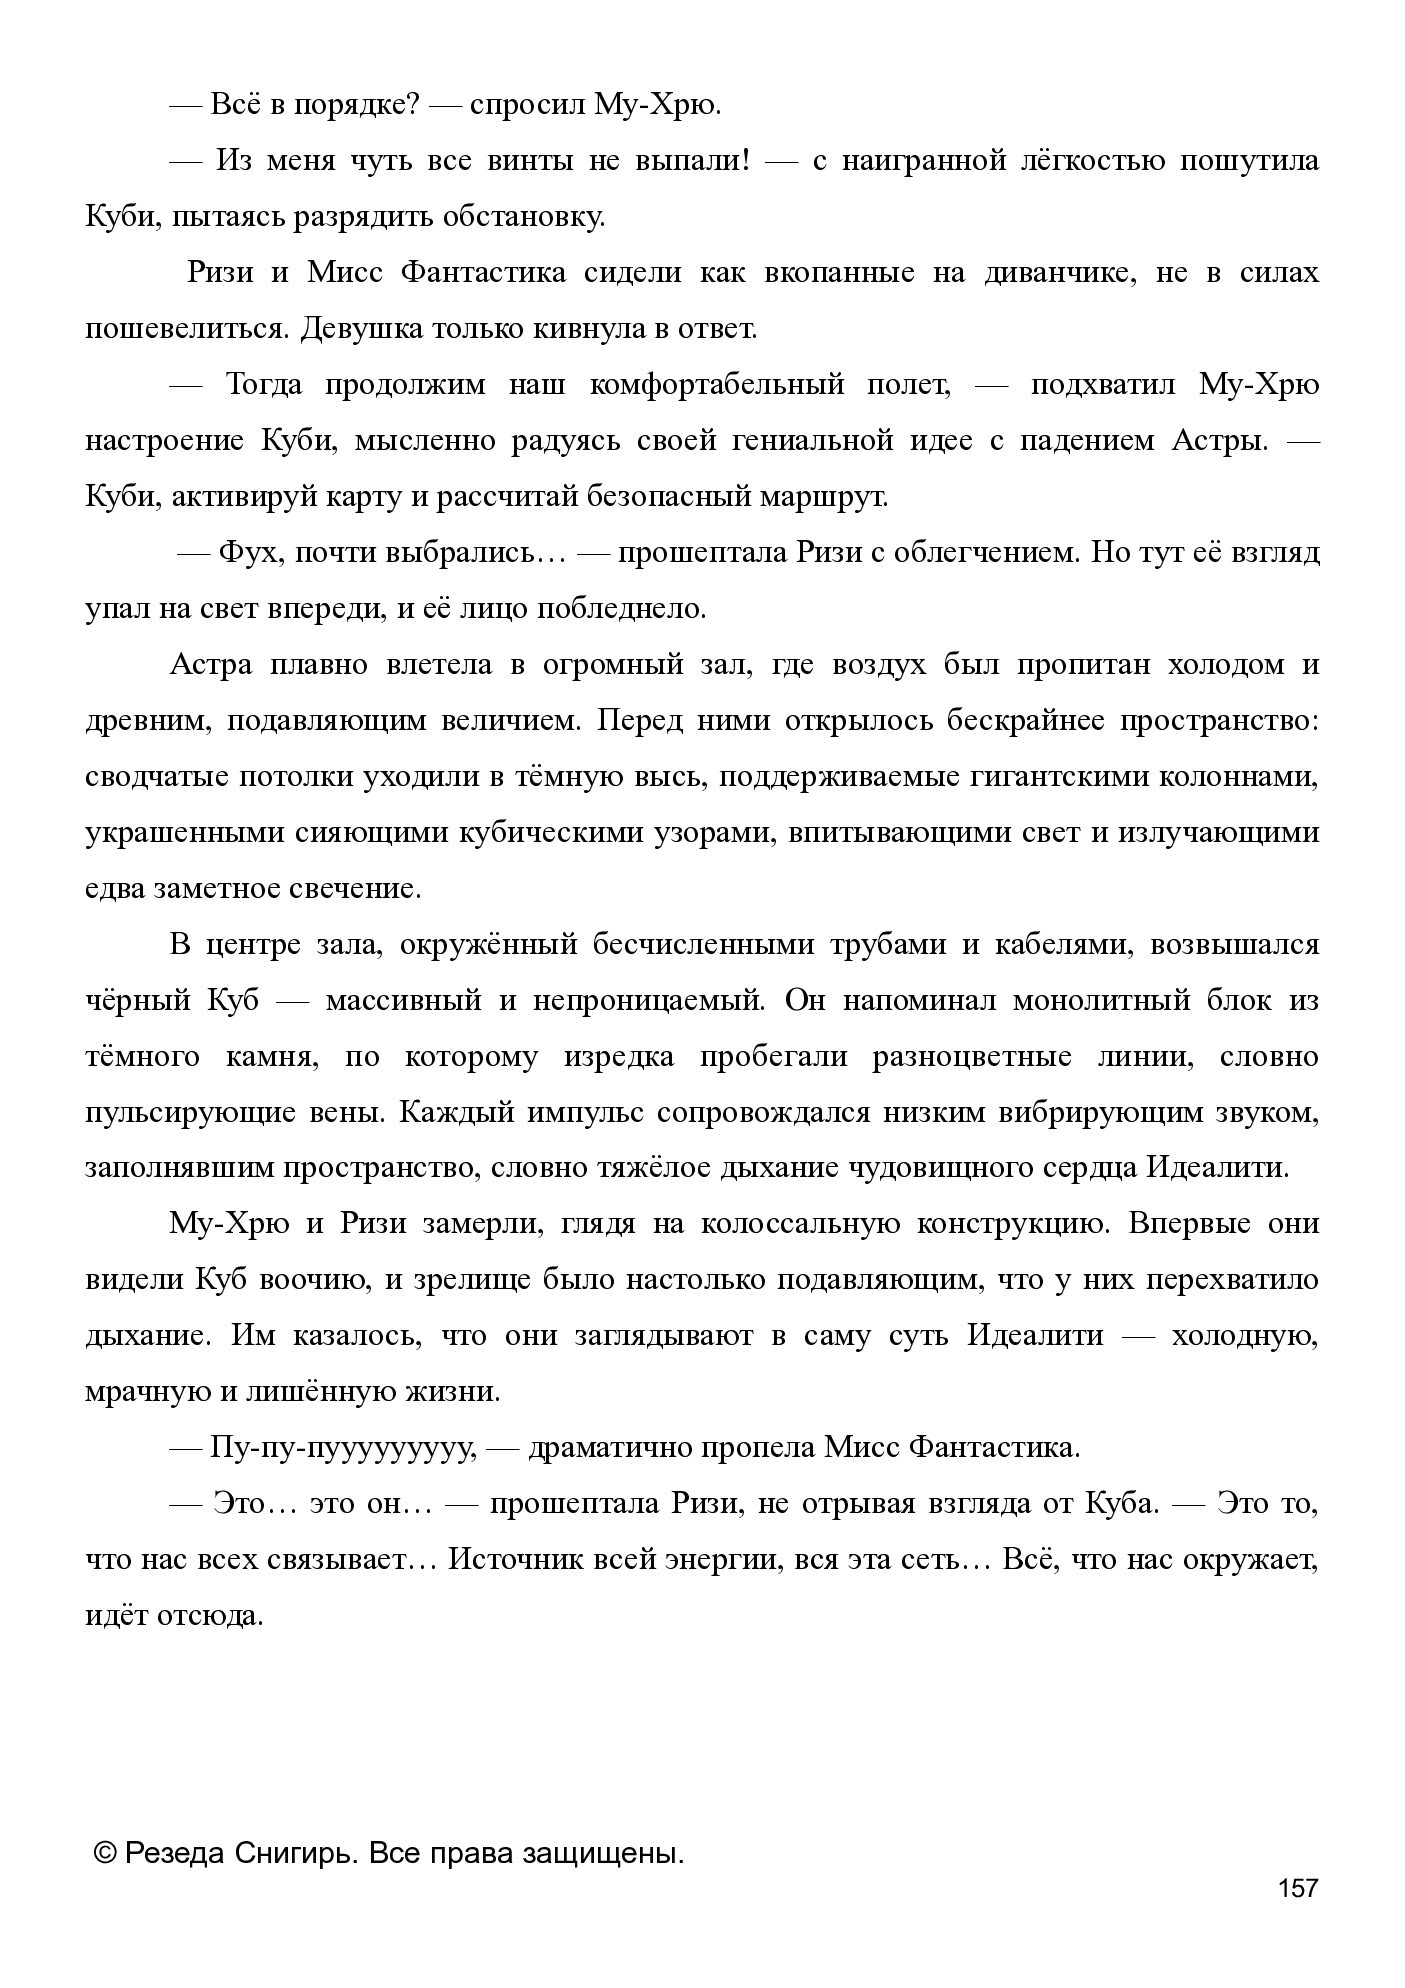 — Всё в порядке? — спросил Му-Хрю.
— Из меня чуть все винты не выпали! — с наигранной лёгкостью пошутила
Куби, пытаясь разрядить обстановку.
Ризи и Мисс Фантастика сидели как вкопанные на диванчике, не в силах
пошевелиться. Девушка только кивнула в ответ.
— Тогда продолжим наш комфортабельный полет, — подхватил Му-Хрю
настроение Куби, мысленно радуясь своей гениальной идее с падением Астры. —
Куби, активируй карту и рассчитай безопасный маршрут.
— Фух, почти выбрались… — прошептала Ризи с облегчением. Но тут её взгляд
упал на свет впереди, и её лицо побледнело.
Астра плавно влетела в огромный зал, где воздух был пропитан холодом и
древним, подавляющим величием. Перед ними открылось бескрайнее пространство:
сводчатые потолки уходили в тёмную высь, поддерживаемые гигантскими колоннами,
украшенными сияющими кубическими узорами, впитывающими свет и излучающими
едва заметное свечение.
В центре зала, окружённый бесчисленными трубами и кабелями, возвышался
чёрный Куб — массивный и непроницаемый. Он напоминал монолитный блок из
тёмного камня, по которому изредка пробегали разноцветные линии, словно
пульсирующие вены. Каждый импульс сопровождался низким вибрирующим звуком,
заполнявшим пространство, словно тяжёлое дыхание чудовищного сердца Идеалити.
Му-Хрю и Ризи замерли, глядя на колоссальную конструкцию. Впервые они
видели Куб воочию, и зрелище было настолько подавляющим, что у них перехватило
дыхание. Им казалось, что они заглядывают в саму суть Идеалити — холодную,
мрачную и лишённую жизни.
— Пу-пу-пууууууууу, — драматично пропела Мисс Фантастика.
— Это… это он… — прошептала Ризи, не отрывая взгляда от Куба. — Это то,
что нас всех связывает… Источник всей энергии, вся эта сеть… Всё, что нас окружает,
идёт отсюда.
© Резеда Снигирь. Все права защищены.
157